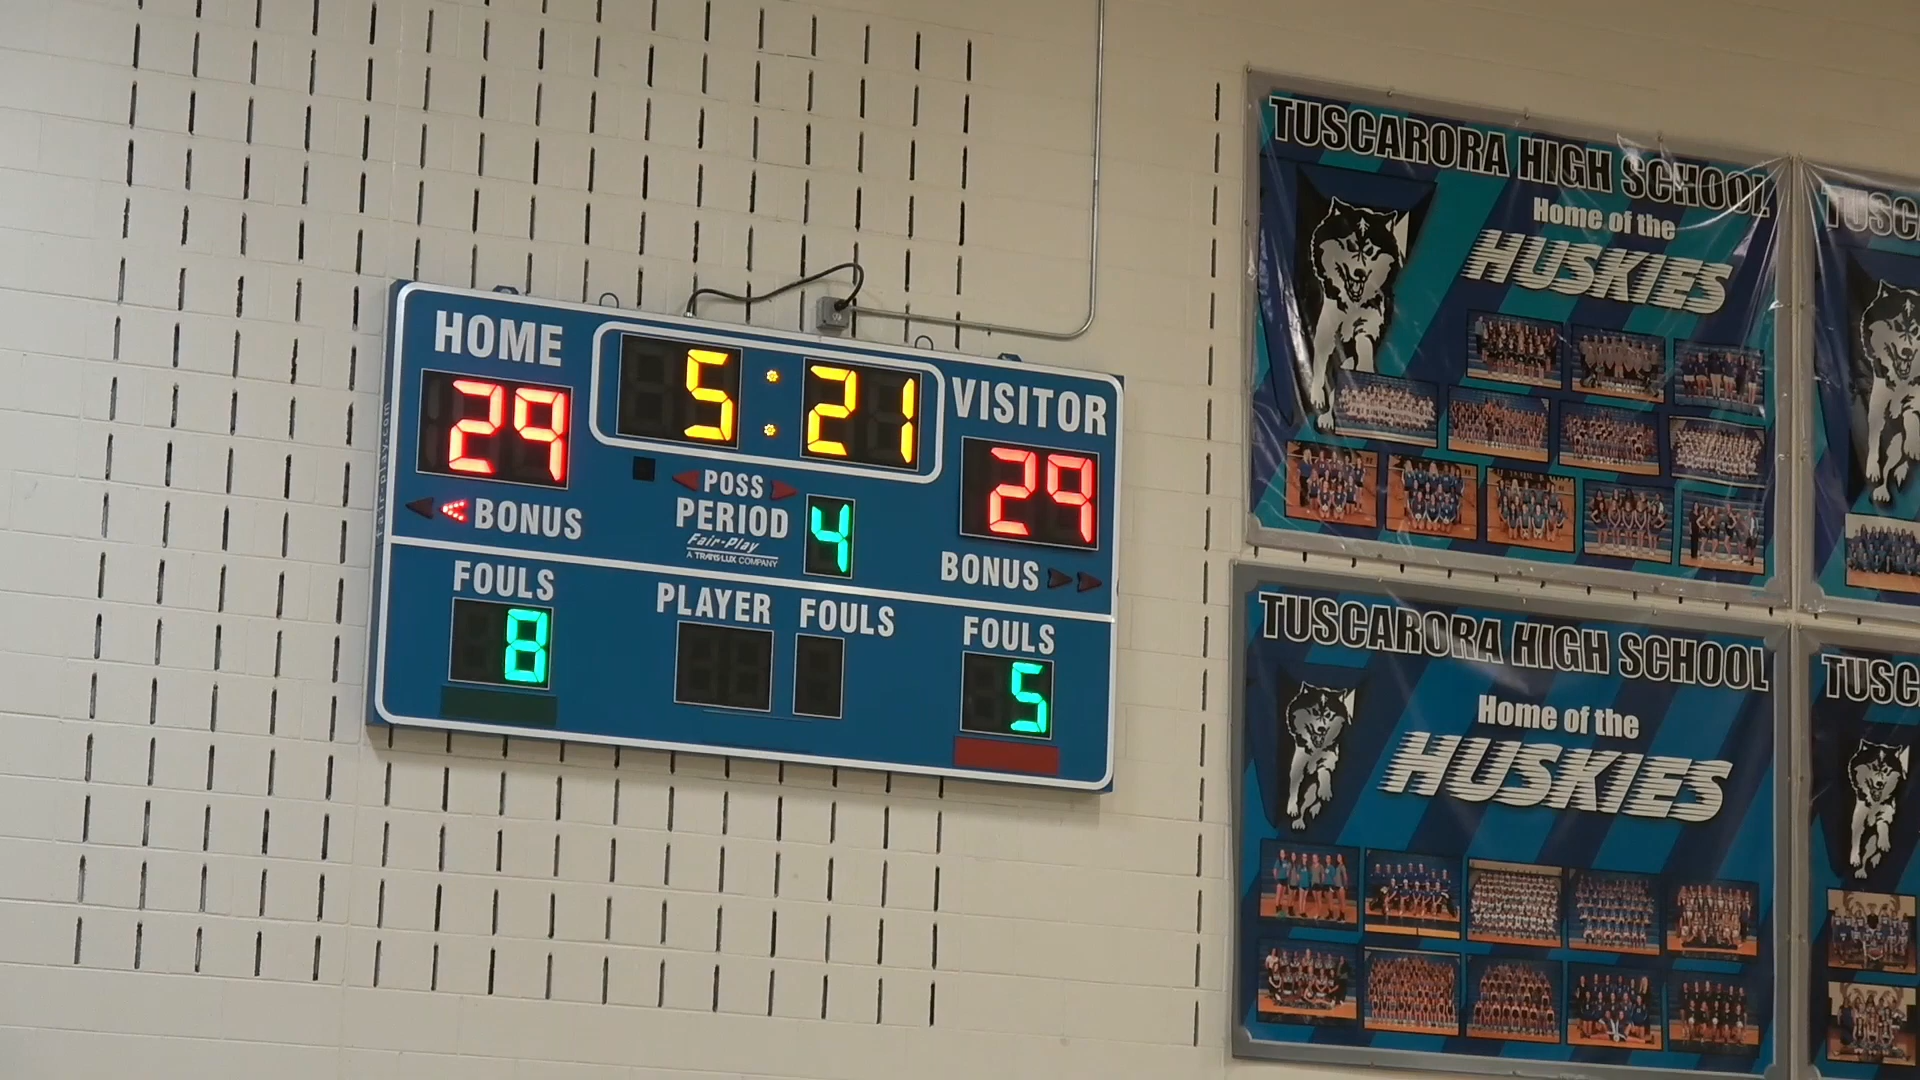 HOME
5:21
29
VISITOR
29
POSS
BONUS
PERIOD 4
Fair-Play
A TRANS-LUX COMPANY
BONUS
FOULS
PLAYER FOULS
FOULS
8
5
fair-play.com
TUSCARORA HIGH SCHOOL
Home of the
HUSKIES
TUSC
TUSCARORA HIGH SCHOOL
Home of the
HUSKIES
TUSC